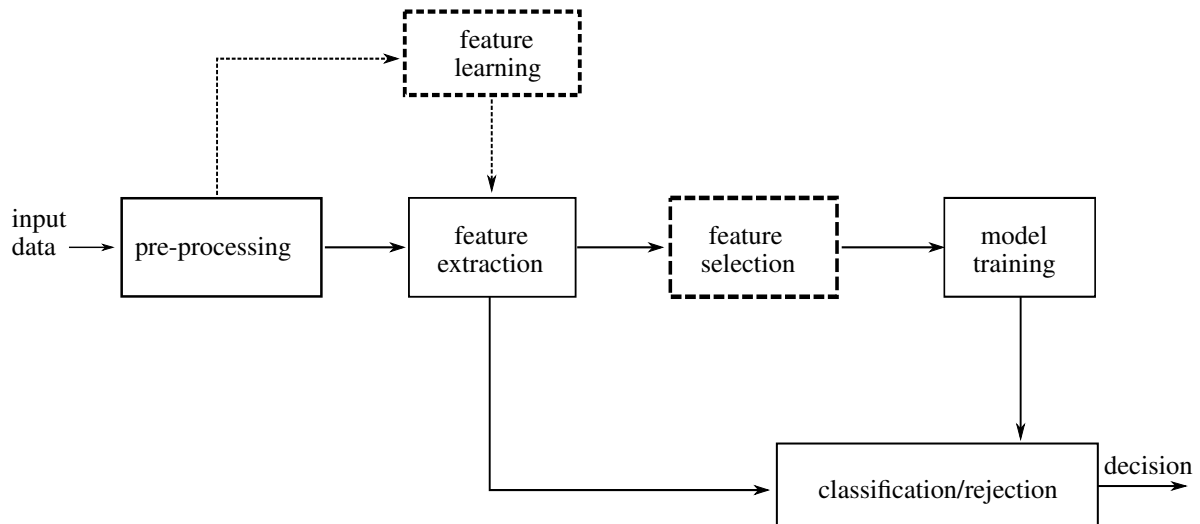 feature
learning
input
data
pre-processing
feature
extraction
feature
selection
model
training
classification/rejection
decision